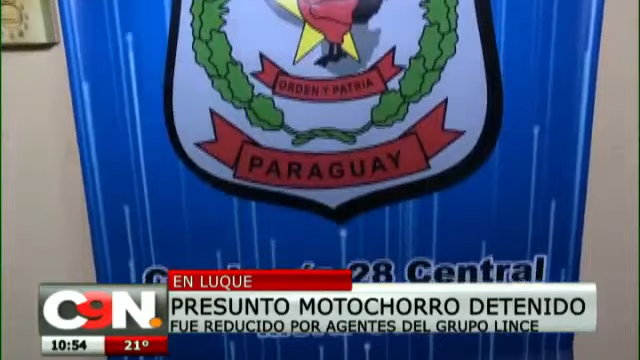 ORDEN Y PATRIA
PARAGUAY
28 Central
EN LUQUE
C9N.
PRESUNTO MOTOCHORRO DETENIDO
FUE REDUCIDO POR AGENTES DEL GRUPO LINCE
10:54 21°